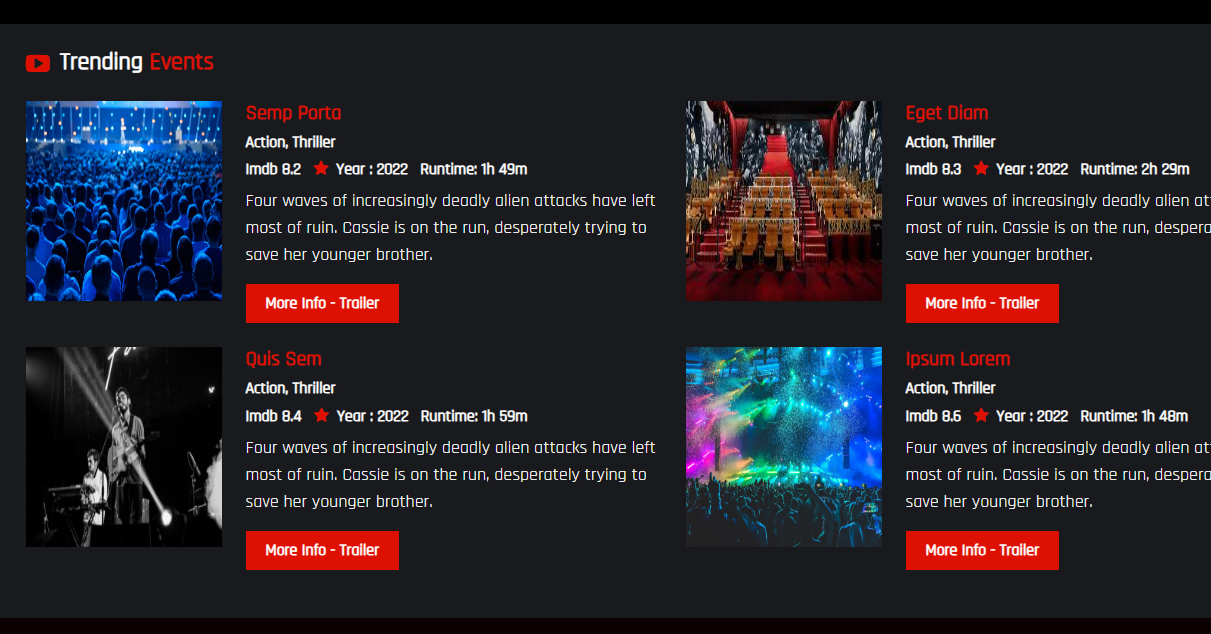 Trending Events
Semp Porta
Action, Thriller
Imdb 8.2 Year : 2022 Runtime: 1h 49m
Four waves of increasingly deadly alien attacks have left
most of ruin. Cassie is on the run, desperately trying to
save her younger brother.
More Info - Trailer
Eget Diam
Action, Thriller
Imdb 8.3 Year : 2022 Runtime: 2h 29m
Four waves of increasingly deadly alien
most of ruin. Cassie is on the run,
save her younger brother.
More Info - Trailer
Quis Sem
Action, Thriller
Imdb 8.4 Year : 2022 Runtime: 1h 59m
Four waves of increasingly deadly alien attacks have left
most of ruin. Cassie is on the run, desperately trying to
save her younger brother.
More Info - Trailer
Ipsum Lorem
Action, Thriller
Imdb 8.6 Year : 2022 Runtime: 1h 48m
Four waves of increasingly deadly alien
most of ruin. Cassie is on the run,
save her younger brother.
More Info - Trailer